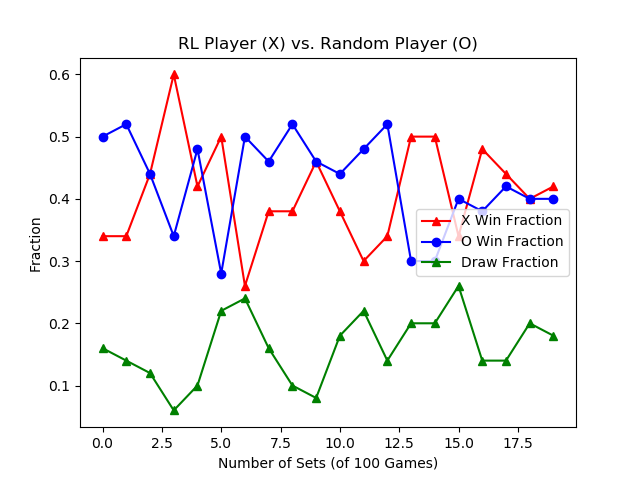 RL Player (X) vs. Random Player (O)
0.6
0.5
0.4
0.3
0.2
0.1
Fraction
X Win Fraction
O Win Fraction
Draw Fraction
0.0 2.5 5.0 7.5 10.0 12.5 15.0 17.5
Number of Sets (of 100 Games)